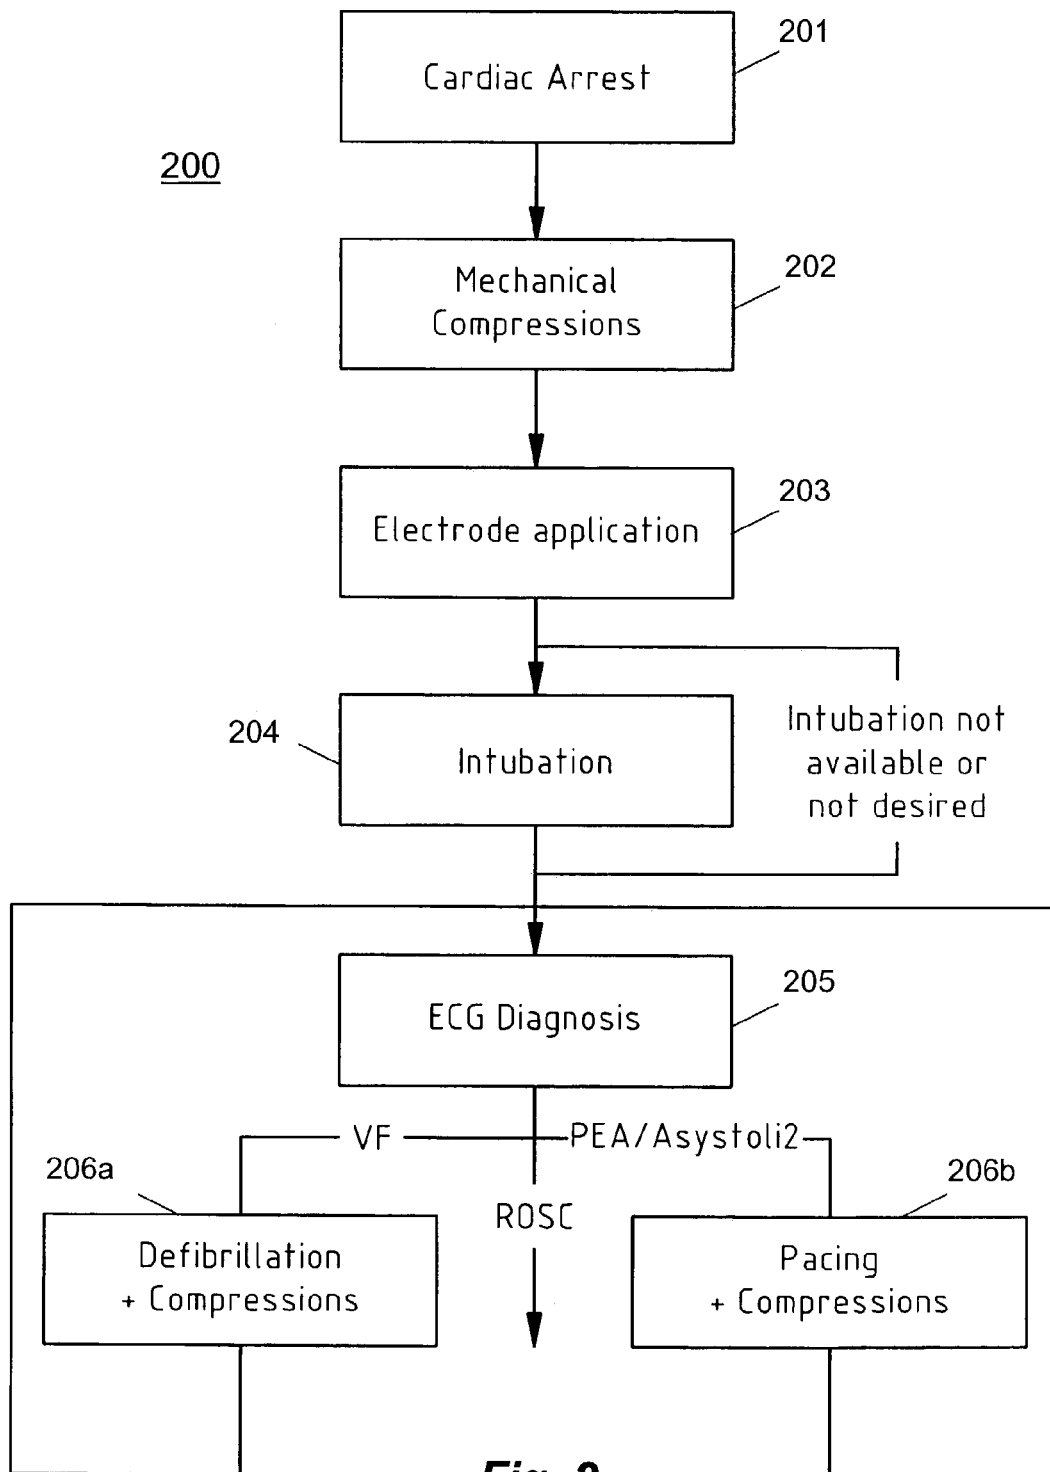 201
Cardiac Arrest
200
202
Mechanical
Compressions
203
Electrode application
204
Intubation
Intubation not
available or
not desired
205
ECG Diagnosis
VF
PEA/Asystoli2
206a
206b
ROSC
Defibrillation
+ Compressions
Pacing
+ Compressions